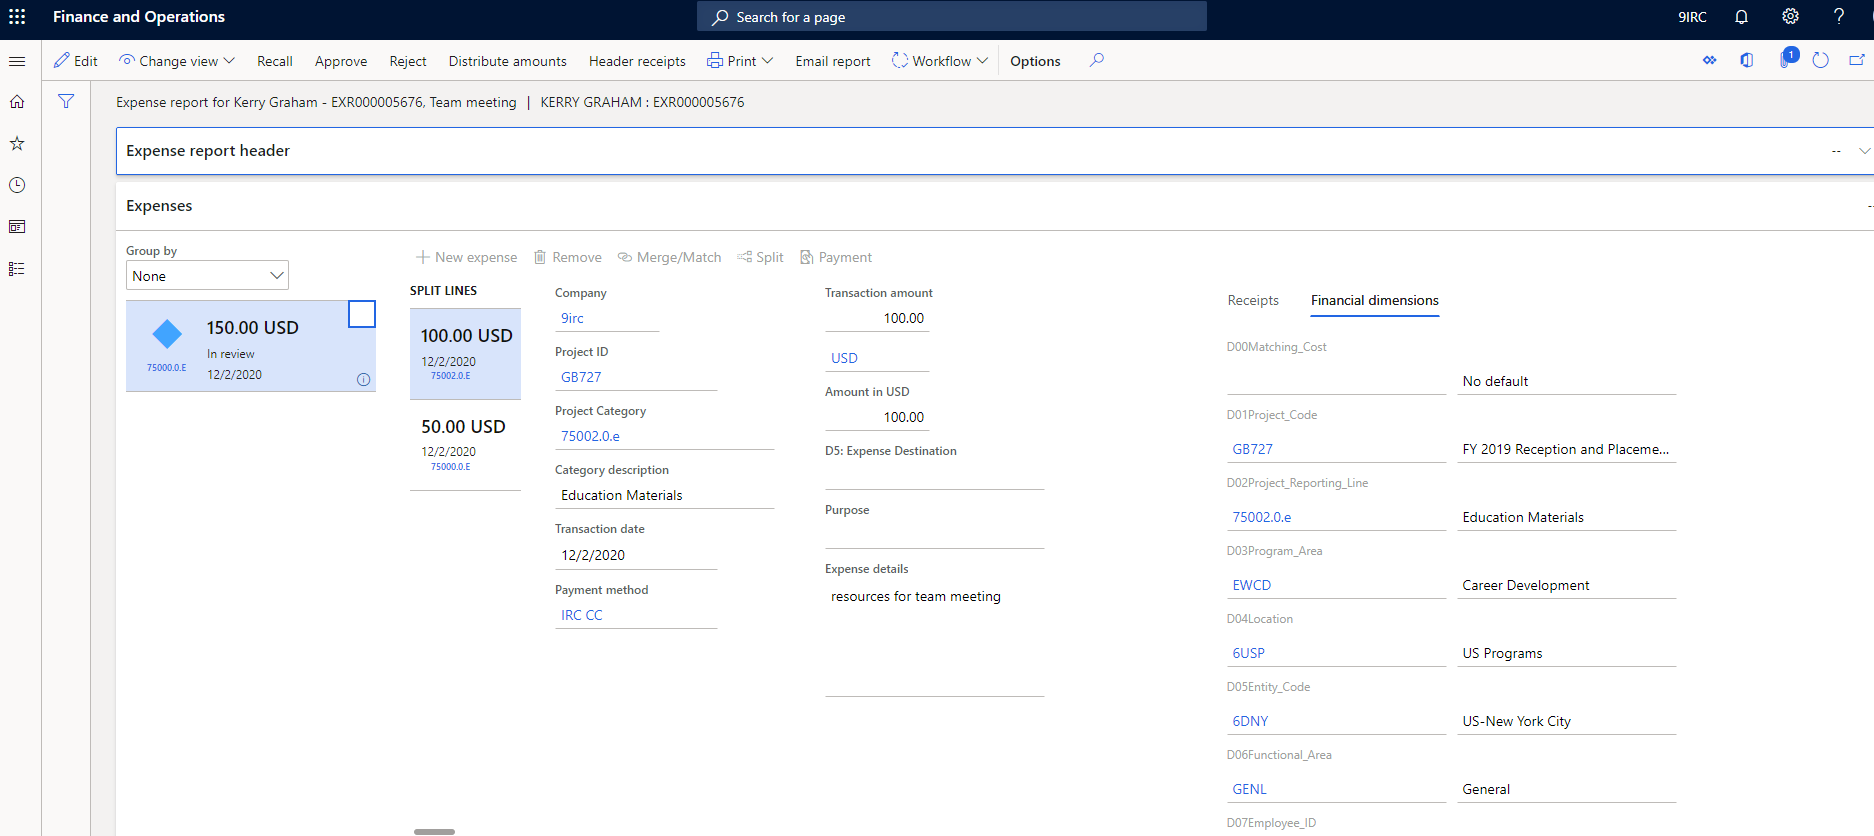 Finance and Operations
Search for a page
9IRC
?
Edit
Change view
Recall
Approve
Reject
Distribute amounts
Header receipts
Print
Email report
Workflow
Options
1
Expense report for Kerry Graham - EXR000005676, Team meeting | KERRY GRAHAM : EXR000005676
Expense report header
--
Expenses
--
Group by
None
150.00 USD
In review
75000.0.E
12/2/2020
New expense
Remove
Merge/Match
Split
Payment
SPLIT LINES
100.00 USD
12/2/2020
75002.0.E
50.00 USD
12/2/2020
75000.0.E
Company
9irc
Project ID
GB727
Project Category
75002.0.e
Category description
Education Materials
Transaction date
12/2/2020
Payment method
IRC CC
Transaction amount
100.00
USD
Amount in USD
100.00
D5: Expense Destination
Purpose
Expense details
resources for team meeting
Receipts
Financial dimensions
D00Matching_Cost
No default
D01Project_Code
GB727
FY 2019 Reception and Placeme...
D02Project_Reporting_Line
75002.0.e
Education Materials
D03Program_Area
EWCD
Career Development
D04Location
6USP
US Programs
D05Entity_Code
6DNY
US-New York City
D06Functional_Area
GENL
General
D07Employee_ID